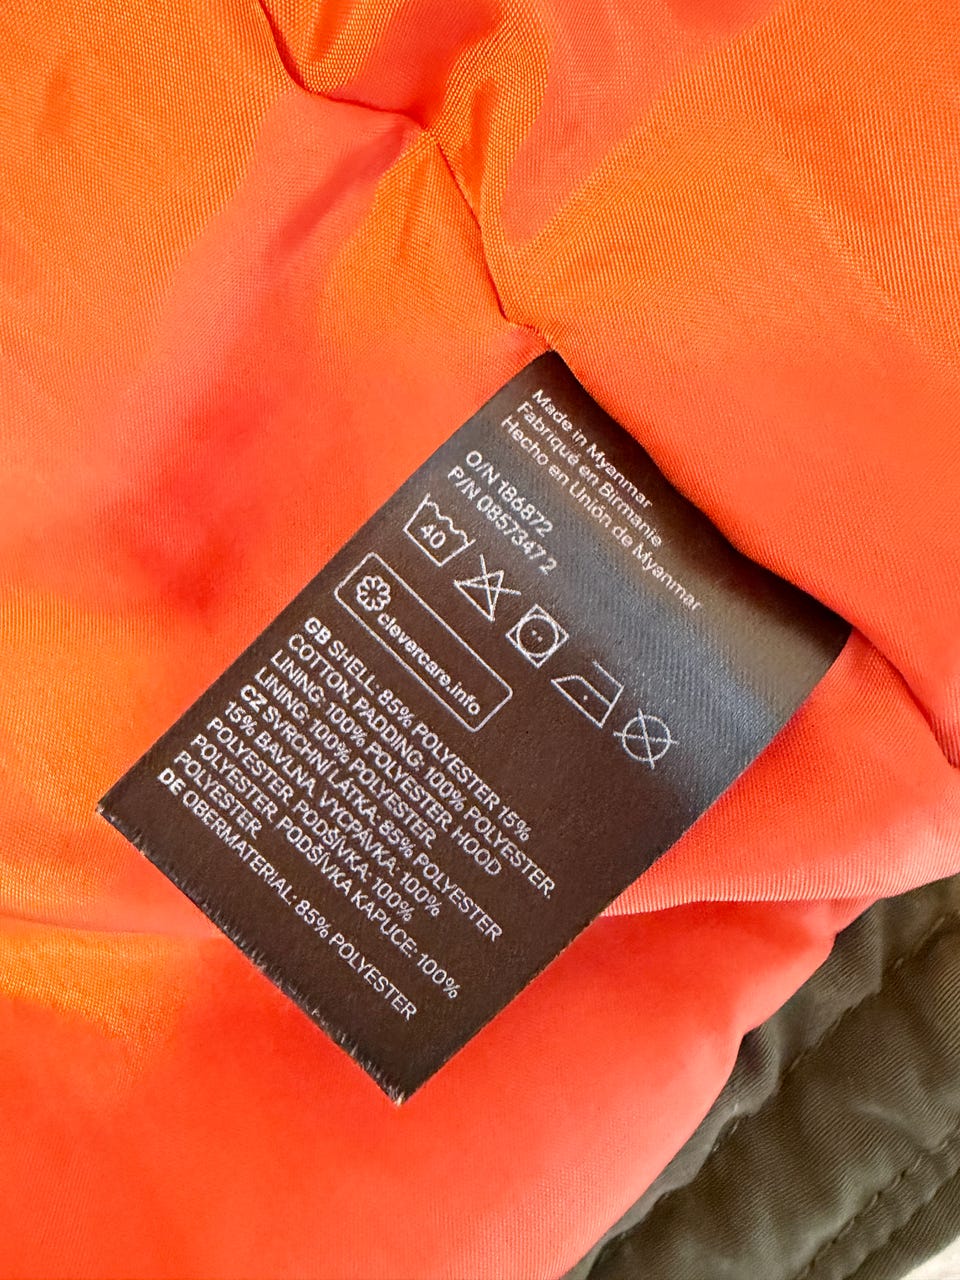 Made in Myanmar
Fabriqué en Birmanie
Hecho en Unión de Myanmar
O/N 186872
P/N 08573472
40
clevercare.info
GB SHELL: 85% POLYESTER 15%
COTTON. PADDING: 100% POLYESTER.
LINING: 100% POLYESTER. HOOD
LINING: 100% POLYESTER.
CZ SVRCHNÍ LÁTKA: 85% POLYESTER
15% BAVLNA. VYCPÁVKA: 100%
POLYESTER. PODŠÍVKA: 100%
POLYESTER. PODŠÍVKA KAPUCE: 100%
POLYESTER
DE OBERMATERIAL: 85% POLYESTER